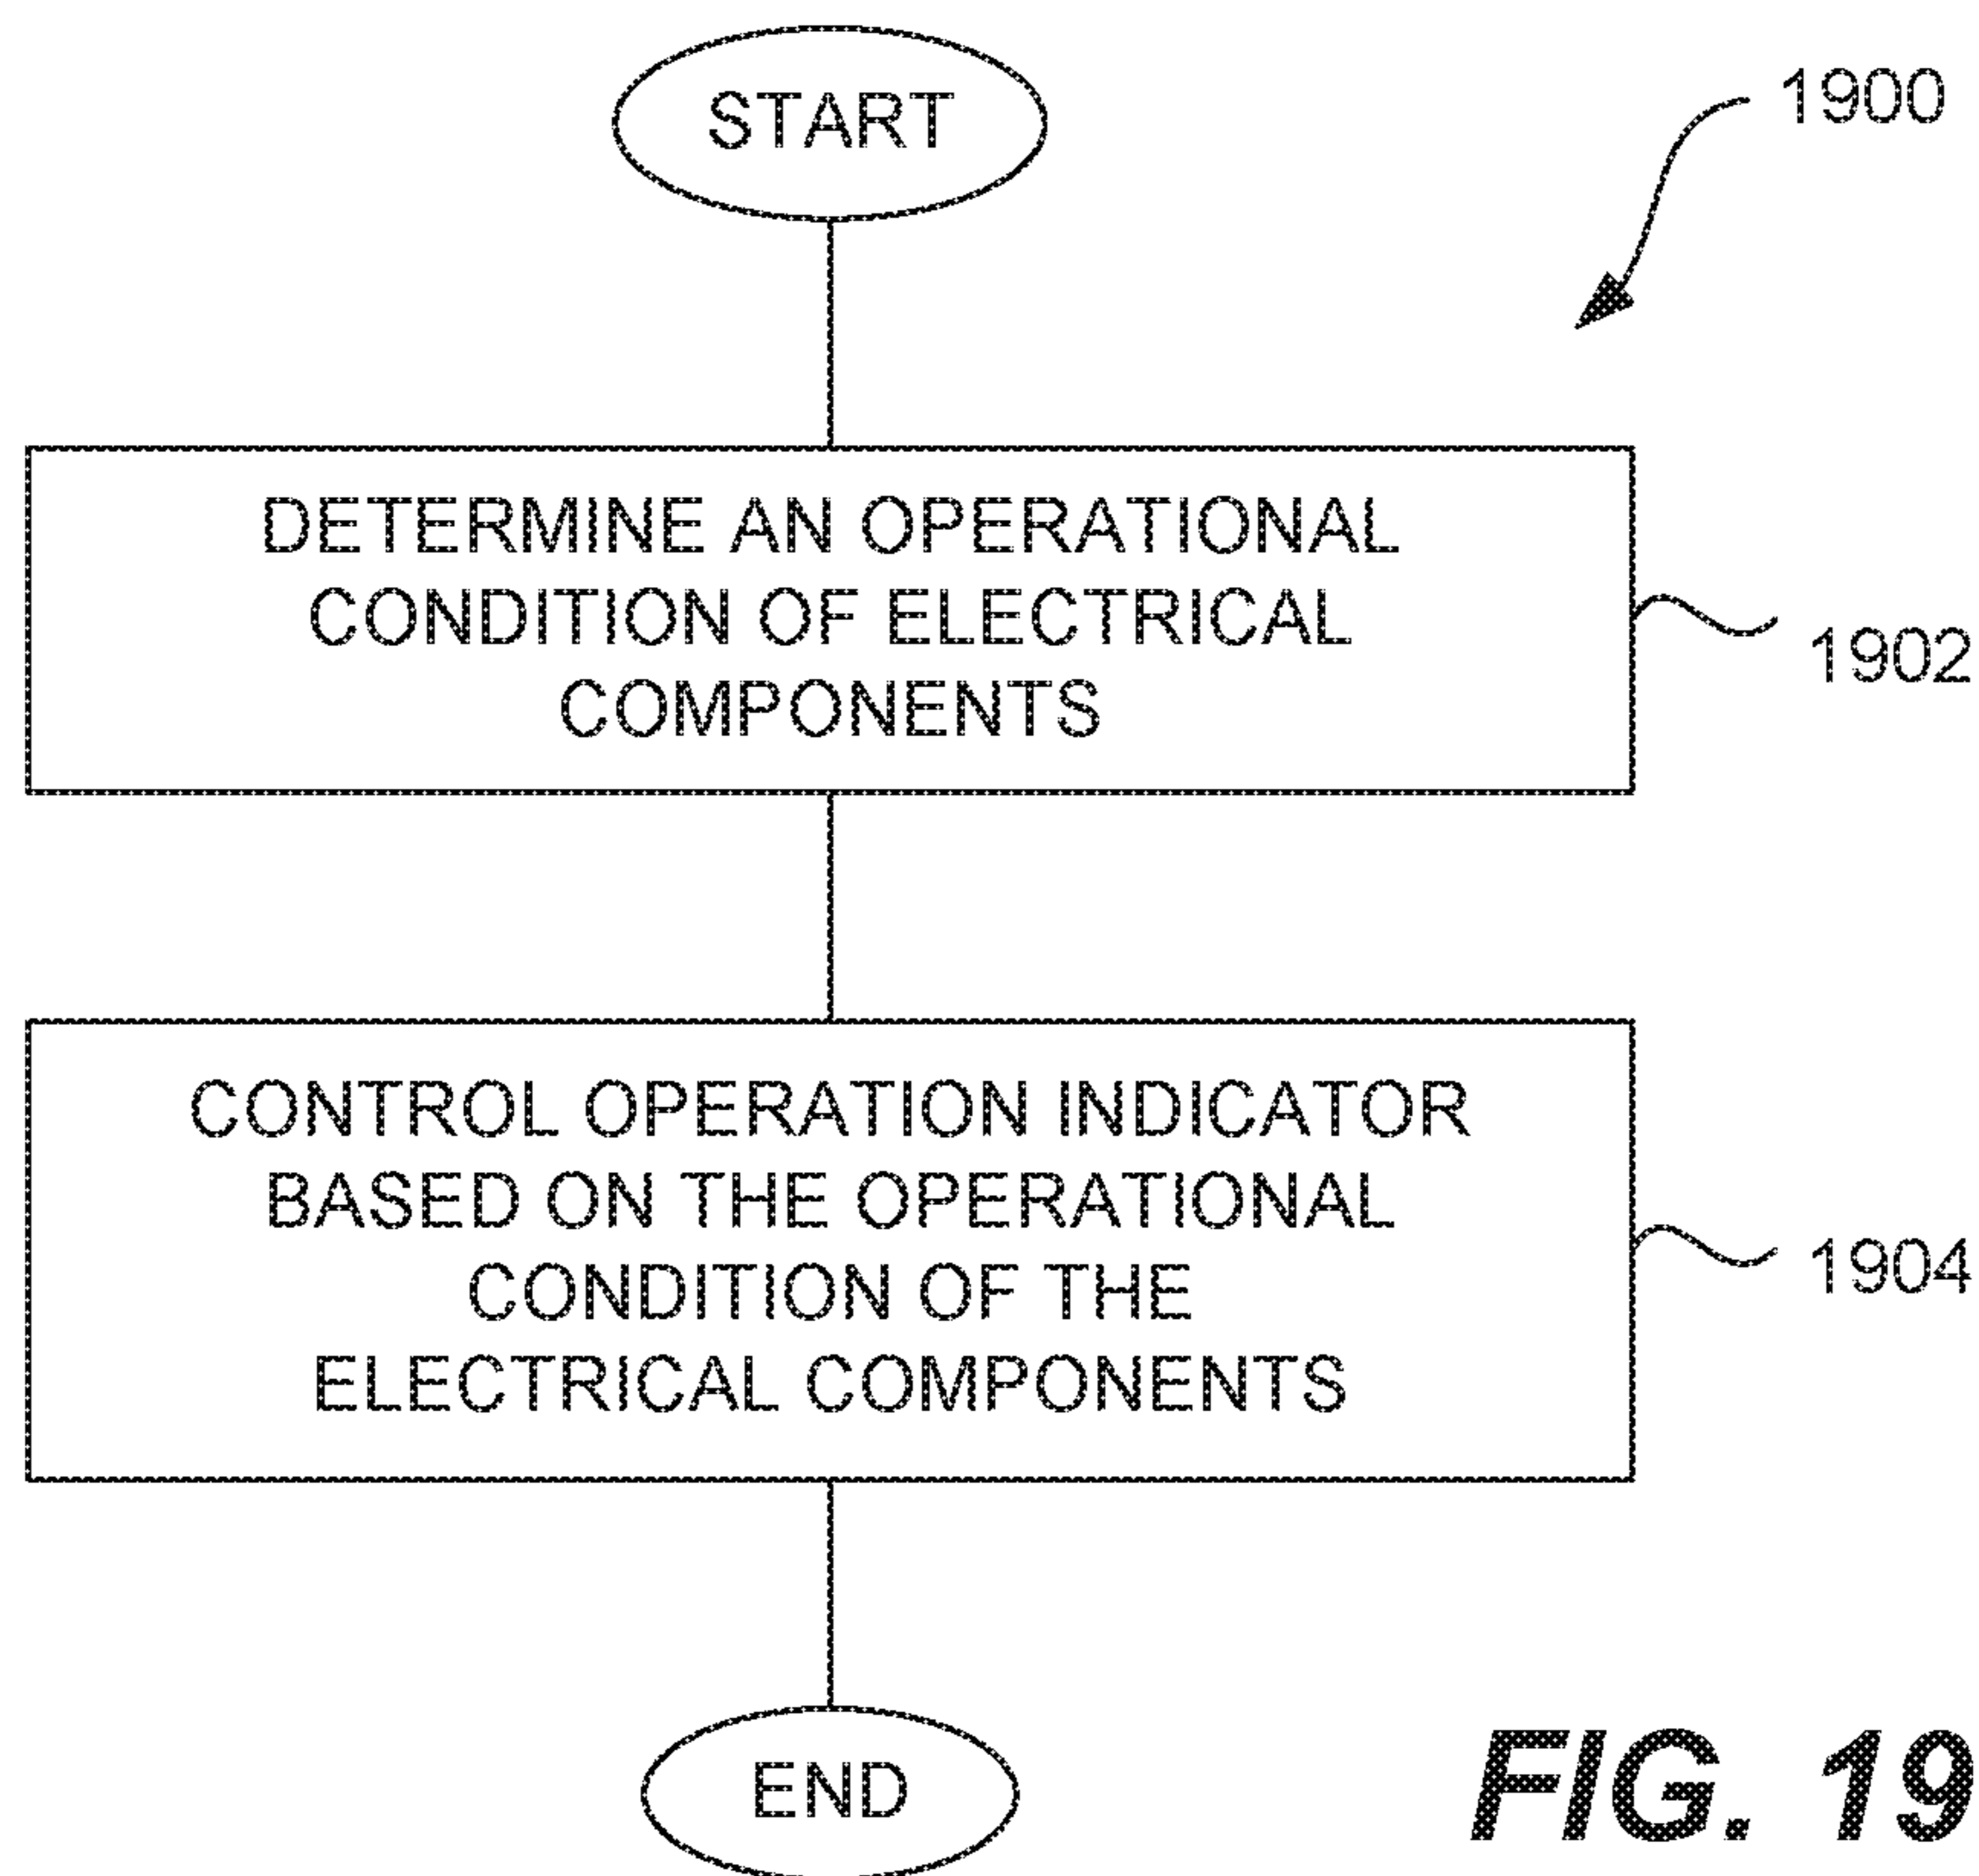 START
1900
DETERMINE AN OPERATIONAL
CONDITION OF ELECTRICAL
COMPONENTS
1902
CONTROL OPERATION INDICATOR
BASED ON THE OPERATIONAL
CONDITION OF THE
ELECTRICAL COMPONENTS
1904
END
FIG. 19